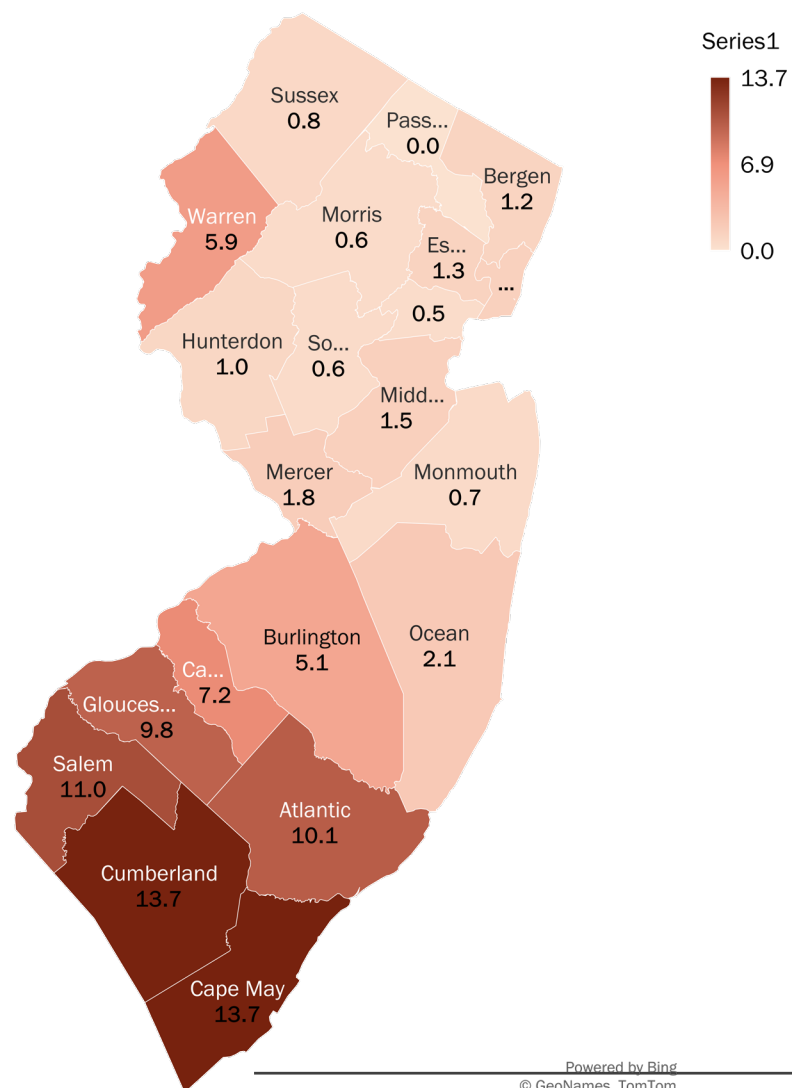 Series1
13.7
6.9
0.0
Sussex
0.8
Pass...
0.0
Bergen
1.2
Warren
5.9
Morris
0.6
Es...
1.3
...
0.5
Hunterdon
1.0
So...
0.6
Midd...
1.5
Mercer
1.8
Monmouth
0.7
Burlington
5.1
Ocean
2.1
Ca...
7.2
Glouces...
9.8
Salem
11.0
Atlantic
10.1
Cumberland
13.7
Cape May
13.7
Powered by Bing
© GeoNames, TomTom